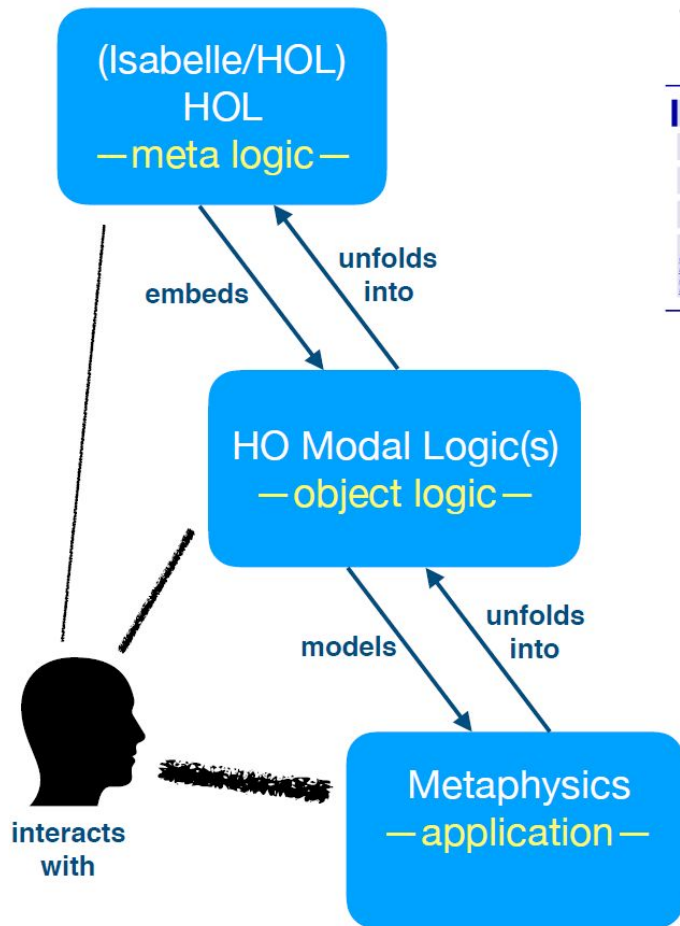 (Isabelle/HOL)
HOL
—meta logic—
embeds
unfolds
into
HO Modal Logic(s)
—object logic—
models
unfolds
into
Metaphysics
—application—
interacts
with